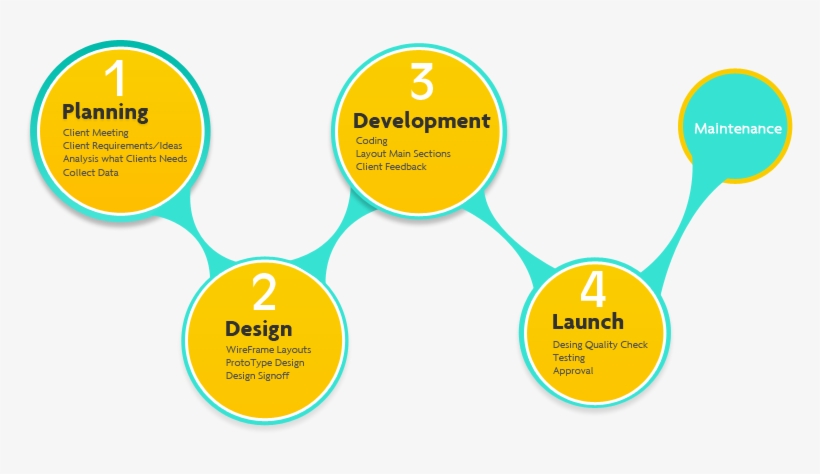 1
Planning
Client Meeting
Client Requirements/Ideas
Analysis what Clients Needs
Collect Data
2
Design
WireFrame Layouts
ProtoType Design
Design Signoff
3
Development
Coding
Layout Main Sections
Client Feedback
4
Launch
Desing Quality Check
Testing
Approval
Maintenance